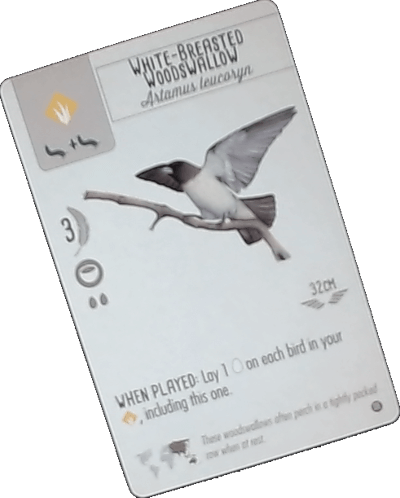 WHITE-BREASTED
WOODSWALLOW
Artamus leucoryn
+
3
32CM
WHEN PLAYED: Lay 1 on each bird in your
, including this one.
These woodswallows often perch in a tightly packed
row when at rest.